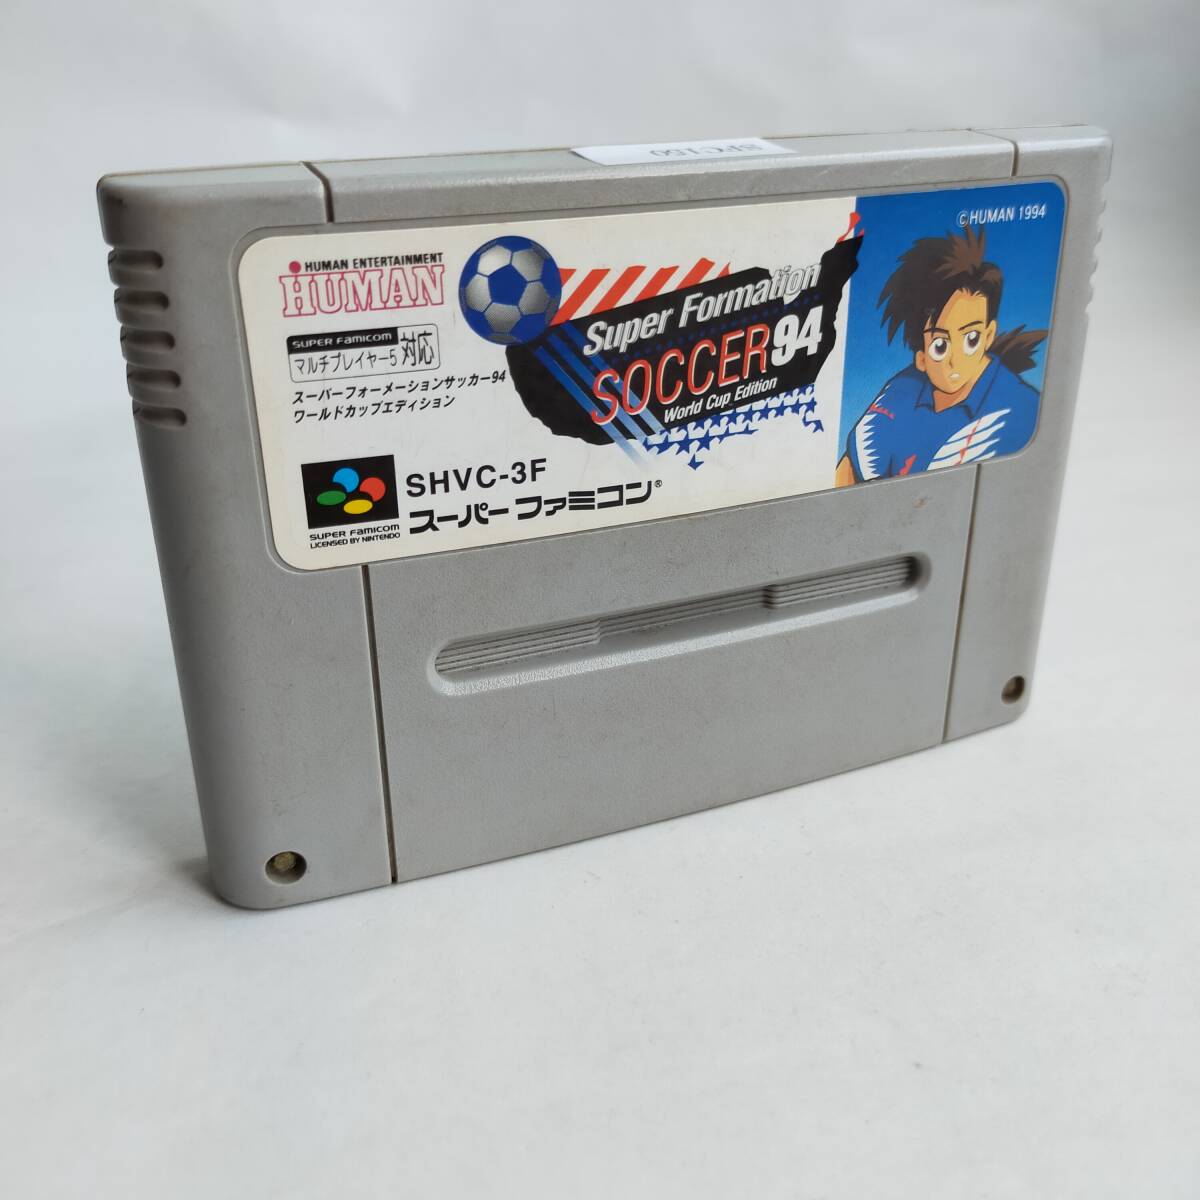 SFC150
©HUMAN 1994
HUMAN ENTERTAINMENT
HUMAN
SUPER FAMICOM
マルチプレイヤー5 対応
スーパーフォーメーションサッカー94
ワールドカップエディション
Super Formation
SOCCER 94
World Cup Edition
SHVC-3F
スーパーファミコン®
SUPER FAMICOM
LICENSED BY NINTENDO